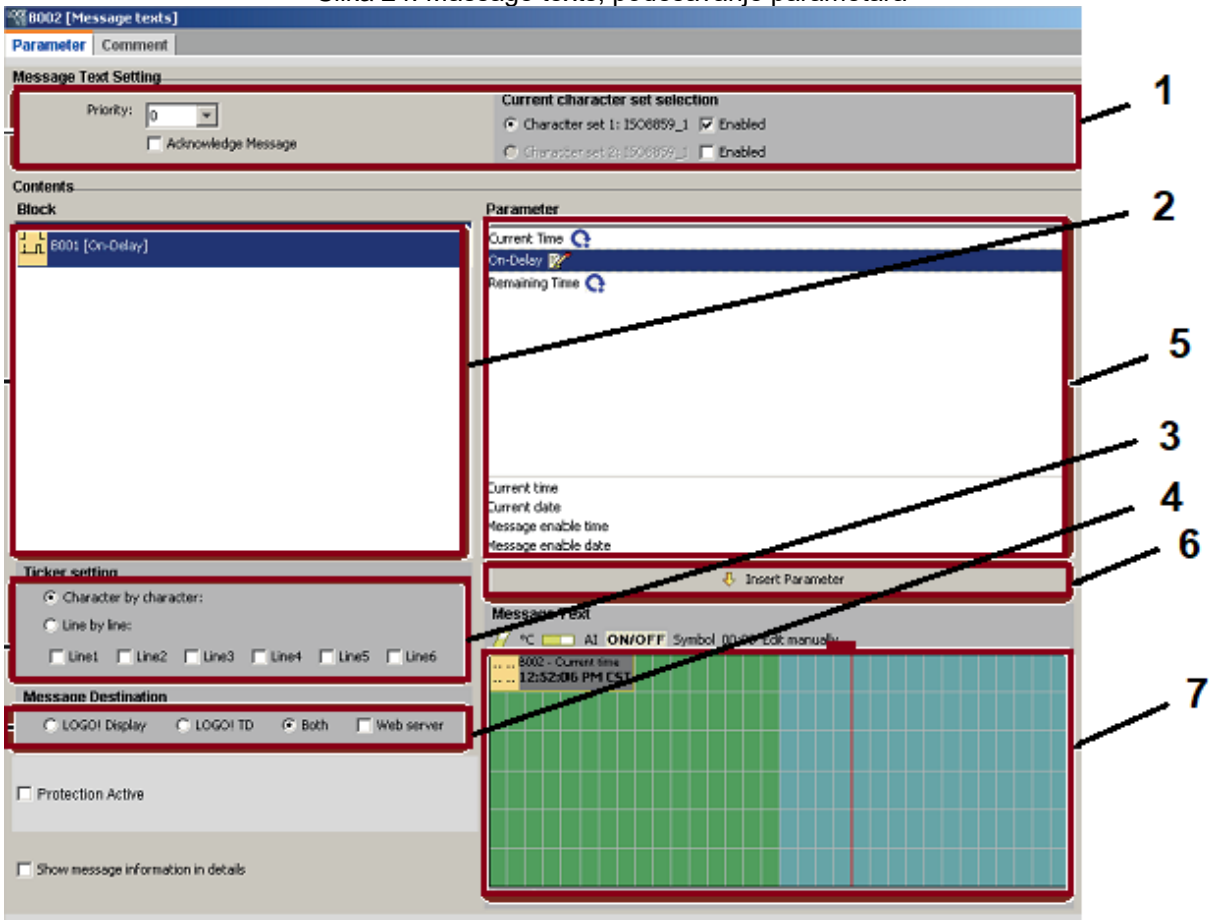 B002 [Message texts]
Parameter Comment
Message Text Setting
Priority: 0
Acknowledge Message
Current character set selection
Character set 1: ISO8859_1 Enabled
Character set 2: ISO8859_1 Enabled
1
Contents
Block
B001 [On-Delay]
2
Parameter
Current Time
On-Delay
Remaining Time
5
3
Current time
Current date
Message enable time
Message enable date
4
Ticker setting
Character by character:
Line by line:
Line1 Line2 Line3 Line4 Line5 Line6
Insert Parameter
6
Message Text
°C AI ON/OFF Symbol Edit manually
B002 - Current time
12:52:06 PM CST
7
Message Destination
LOGO! Display LOGO! TD Both Web server
Protection Active
Show message information in details